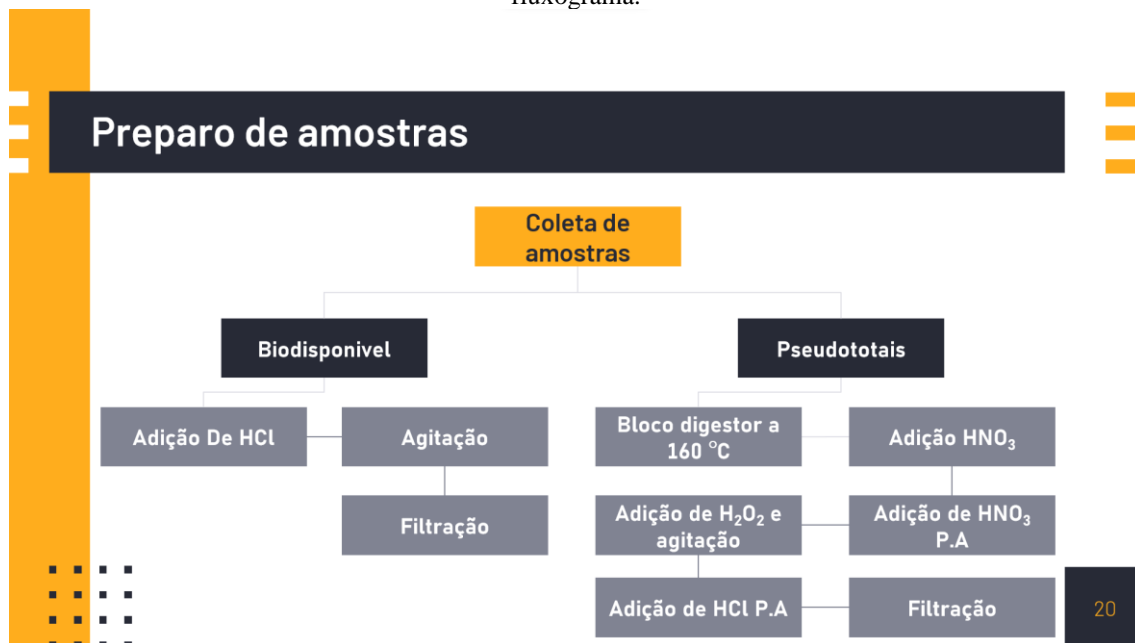 fluxograma.
Preparo de amostras
Coleta de
amostras
Biodisponivel
Pseudototais
Adição De HCl
Agitação
Filtração
Bloco digestor a
160 °C
Adição HNO₃
Adição de HNO₃
P.A
Adição de H₂O₂ e
agitação
Adição de HCl P.A
Filtração
20